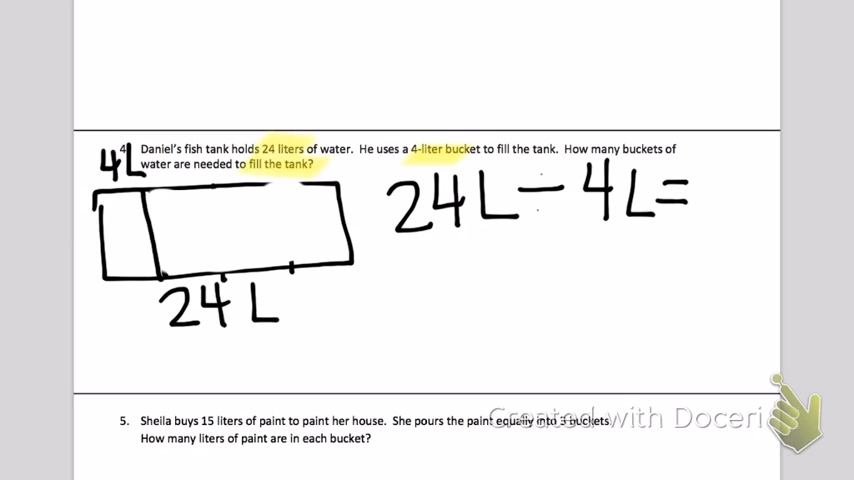 4. Daniel's fish tank holds 24 liters of water. He uses a 4-liter bucket to fill the tank. How many buckets of
water are needed to fill the tank?
4L
24L ÷ 4L=
24 L
Created with Doceri
5. Sheila buys 15 liters of paint to paint her house. She pours the paint equally into 3 buckets.
How many liters of paint are in each bucket?